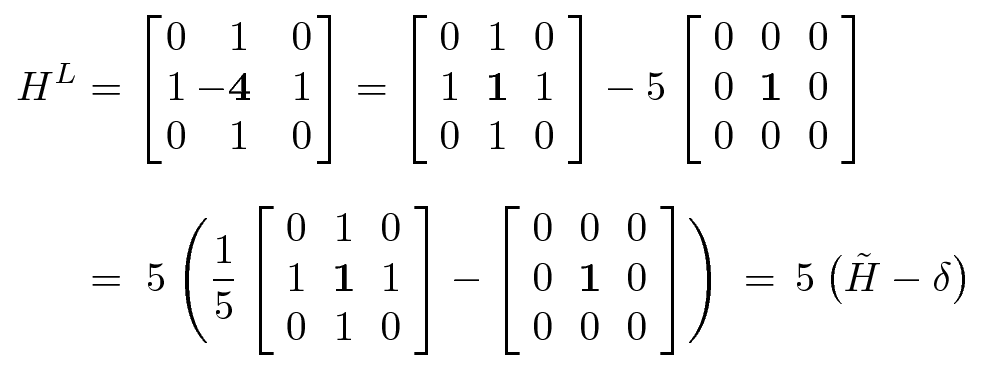 $H^L = \begin{bmatrix} 0 & 1 & 0 \\ 1 & -\mathbf{4} & 1 \\ 0 & 1 & 0 \end{bmatrix} = \begin{bmatrix} 0 & 1 & 0 \\ 1 & \mathbf{1} & 1 \\ 0 & 1 & 0 \end{bmatrix} - 5 \begin{bmatrix} 0 & 0 & 0 \\ 0 & \mathbf{1} & 0 \\ 0 & 0 & 0 \end{bmatrix}$
$= 5 \left( \frac{1}{5} \begin{bmatrix} 0 & 1 & 0 \\ 1 & \mathbf{1} & 1 \\ 0 & 1 & 0 \end{bmatrix} - \begin{bmatrix} 0 & 0 & 0 \\ 0 & \mathbf{1} & 0 \\ 0 & 0 & 0 \end{bmatrix} \right) = 5 \left( \tilde{H} - \delta \right)$